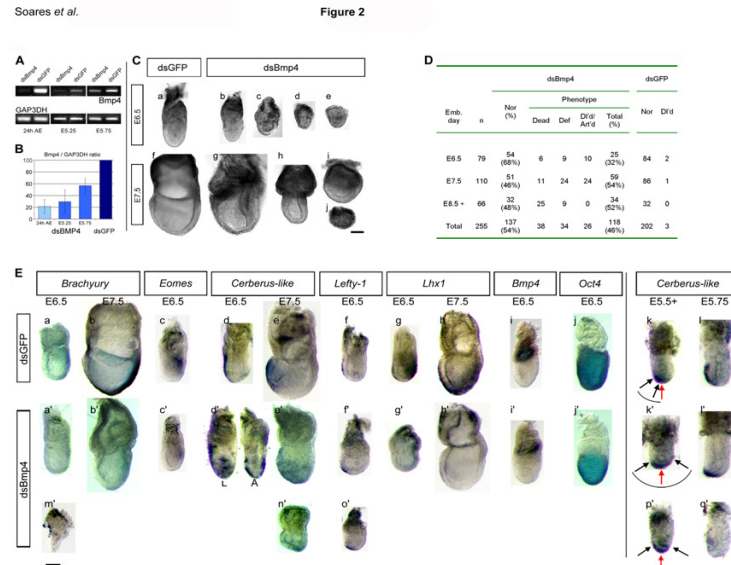 Soares et al.
Figure 2
A
dsBmp4
dsGFP
dsBmp4
dsGFP
dsBmp4
dsGFP
Bmp4
GAP3DH
24h AE
E5.25
E5.75
B
Bmp4 / GAP3DH ratio
100
80
60
40
20
0
24h AE
E5.25
E5.75
dsBMP4
dsGFP
C
dsGFP
dsBmp4
E6.5
a
b
c
d
e
E7.5
f
g
h
i
j
D
dsBmp4
dsGFP
Phenotype
Emb. day
n
Nor (%)
Dead
Def
Dl'd/ Art'd
Total (%)
Nor
Dl'd
E6.5 79 54 (68%) 6 9 10 25 (32%) 84 2
E7.5 110 51 (46%) 11 24 24 59 (54%) 86 1
E8.5 + 66 32 (48%) 25 9 0 34 (52%) 32 0
Total 255 137 (54%) 38 34 26 118 (46%) 202 3
E
Brachyury
Eomes
Cerberus-like
Lefty-1
Lhx1
Bmp4
Oct4
Cerberus-like
E6.5 E7.5 E6.5 E6.5 E7.5 E6.5 E6.5 E7.5 E6.5 E6.5 E5.5+ E5.75
dsGFP
a b c d e f g h i j k l
dsBmp4
a' b' c' d' e' f' g' h' i' j' k' l'
L A
m' n' o' p' q'